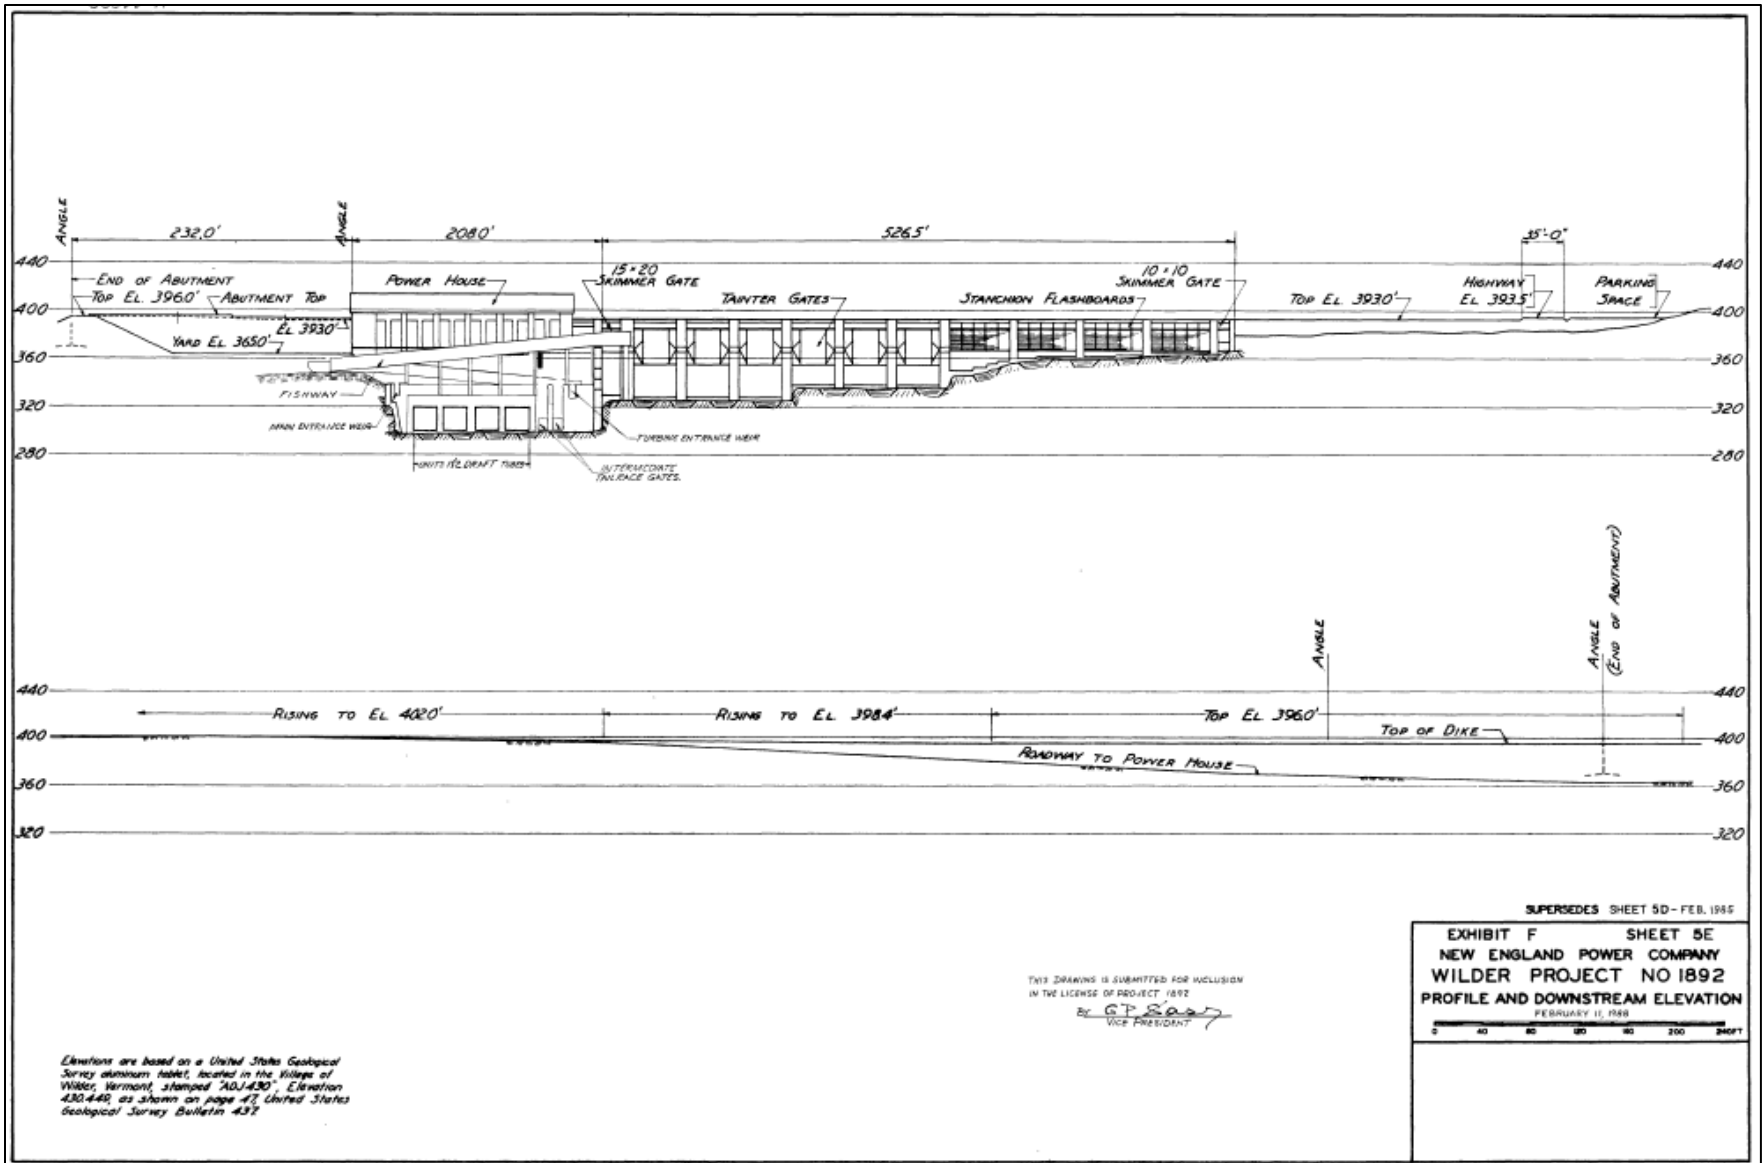 ANGLE
ANGLE
232.0'
208.0'
526.5'
35'-0"
440
440
END OF ABUTMENT
TOP EL. 396.0'
ABUTMENT TOP
POWER HOUSE
15 × 20
SKIMMER GATE
TAINTER GATES
STANCHION FLASHBOARDS
10 × 10
SKIMMER GATE
TOP EL. 393.0'
HIGHWAY
EL 393.5'
PARKING
SPACE
400
400
EL 393.0'
YARD EL 365.0'
360
360
FISHWAY
320
320
MAIN ENTRANCE WEIR
TURBINE ENTRANCE WEIR
280
280
UNITS 1&2 DRAFT TUBES
INTERMEDIATE
TAILRACE GATES.
ANGLE
ANGLE
(END OF ABUTMENT)
440
440
RISING TO EL 402.0'
RISING TO EL 398.4'
TOP EL 396.0'
TOP OF DIKE
400
400
ROADWAY TO POWER HOUSE
360
360
320
320
SUPERSEDES SHEET 5D-FEB. 1985
EXHIBIT F SHEET 5E
NEW ENGLAND POWER COMPANY
WILDER PROJECT NO 1892
PROFILE AND DOWNSTREAM ELEVATION
FEBRUARY 11, 1988
0 40 80 120 160 200 240FT
THIS DRAWING IS SUBMITTED FOR INCLUSION
IN THE LICENSE OF PROJECT 1892
BY
VICE PRESIDENT
Elevations are based on a United States Geological
Survey aluminum tablet, located in the Village of
Wilder, Vermont, stamped "ADJ-430", Elevation
430.449, as shown on page 47, United States
Geological Survey Bulletin 437